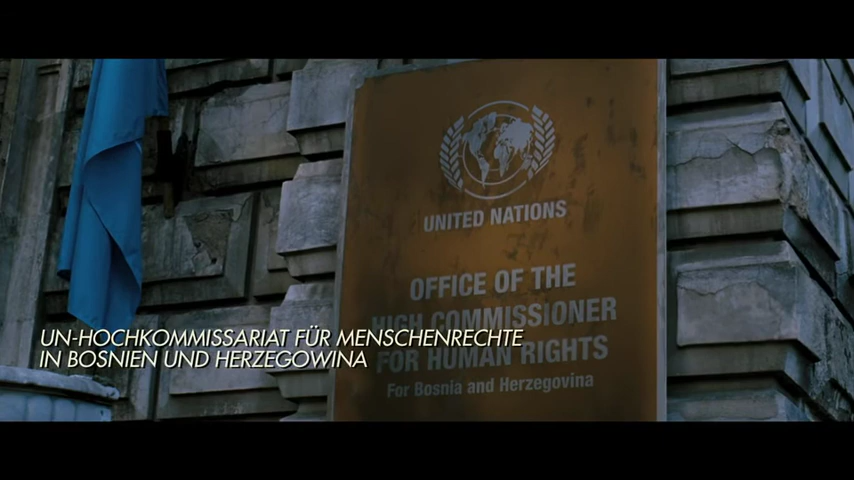 UNITED NATIONS
OFFICE OF THE
HIGH COMMISSIONER
FOR HUMAN RIGHTS
For Bosnia and Herzegovina
UN-HOCHKOMMISSARIAT FÜR MENSCHENRECHTE
IN BOSNIEN UND HERZEGOWINA